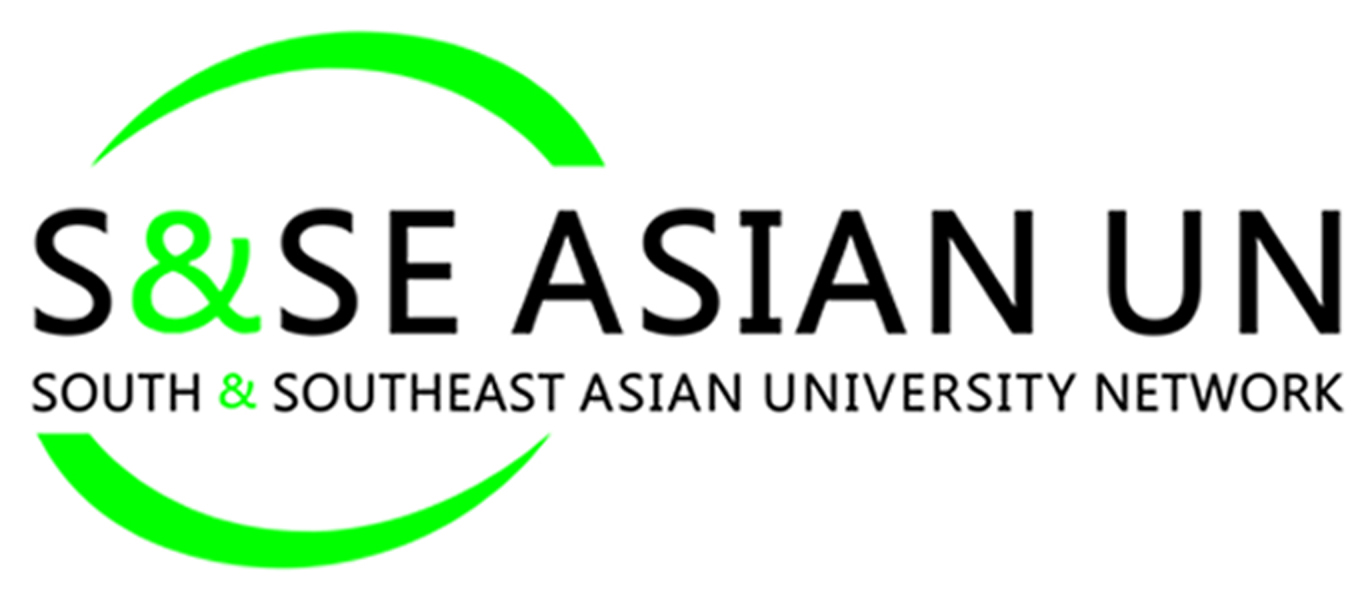 S&SE ASIAN UN
SOUTH & SOUTHEAST ASIAN UNIVERSITY NETWORK